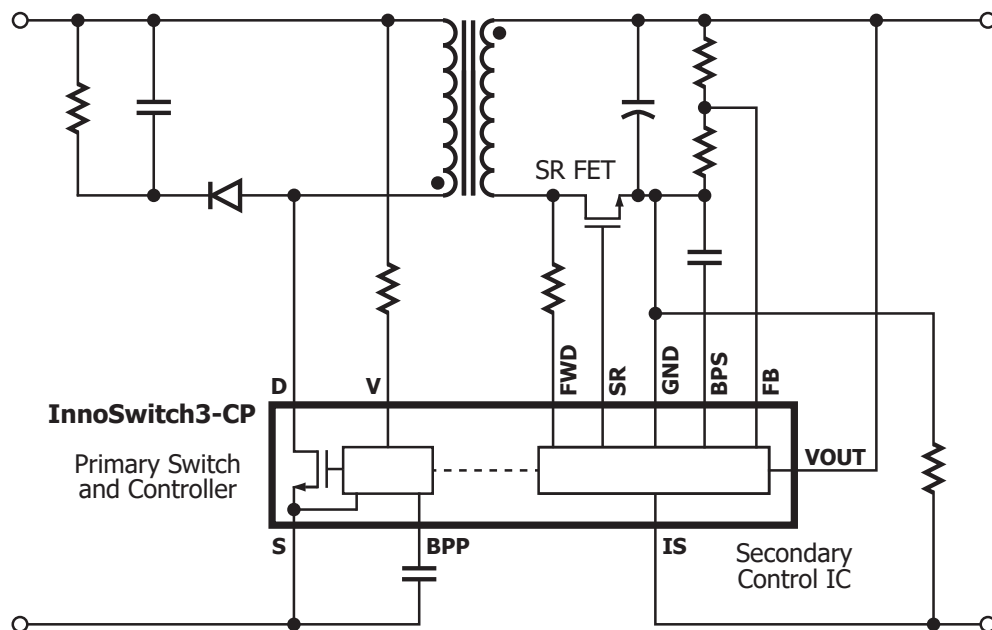 SR FET
D
V
FWD
SR
GND
BPS
FB
InnoSwitch3-CP
Primary Switch
and Controller
VOUT
S
BPP
IS
Secondary
Control IC